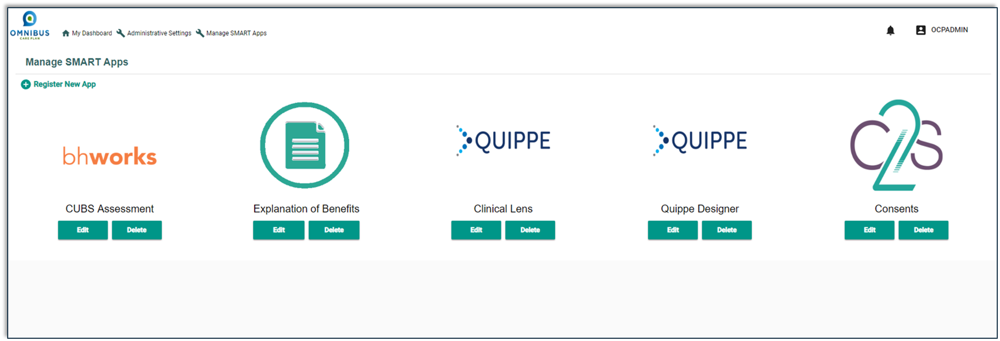 OMNIBUS
CARE PLAN
My Dashboard Administrative Settings Manage SMART Apps
OCPADMIN
Manage SMART Apps
Register New App
bhworks
QUIPPE
QUIPPE
C2S
CUBS Assessment
Edit Delete
Explanation of Benefits
Edit Delete
Clinical Lens
Edit Delete
Quippe Designer
Edit Delete
Consents
Edit Delete